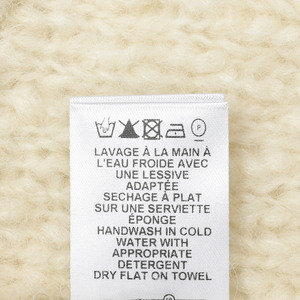 P
LAVAGE À LA MAIN À
L'EAU FROIDE AVEC
UNE LESSIVE
ADAPTÉE
SECHAGE À PLAT
SUR UNE SERVIETTE
ÉPONGE
HANDWASH IN COLD
WATER WITH
APPROPRIATE
DETERGENT
DRY FLAT ON TOWEL